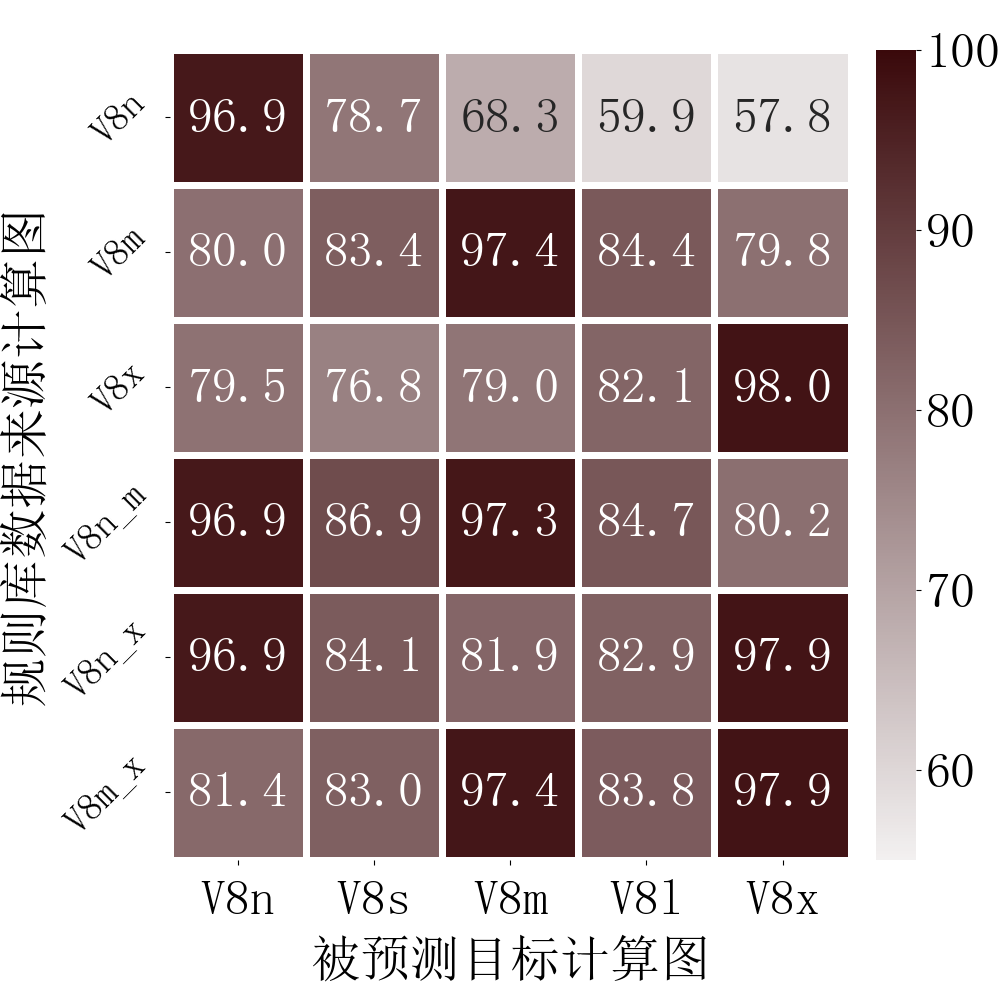 规则库数据来源计算图
V8n 96.9 78.7 68.3 59.9 57.8
V8m 80.0 83.4 97.4 84.4 79.8
V8x 79.5 76.8 79.0 82.1 98.0
V8n_m 96.9 86.9 97.3 84.7 80.2
V8n_x 96.9 84.1 81.9 82.9 97.9
V8m_x 81.4 83.0 97.4 83.8 97.9
V8n V8s V8m V8l V8x
被预测目标计算图
100
90
80
70
60